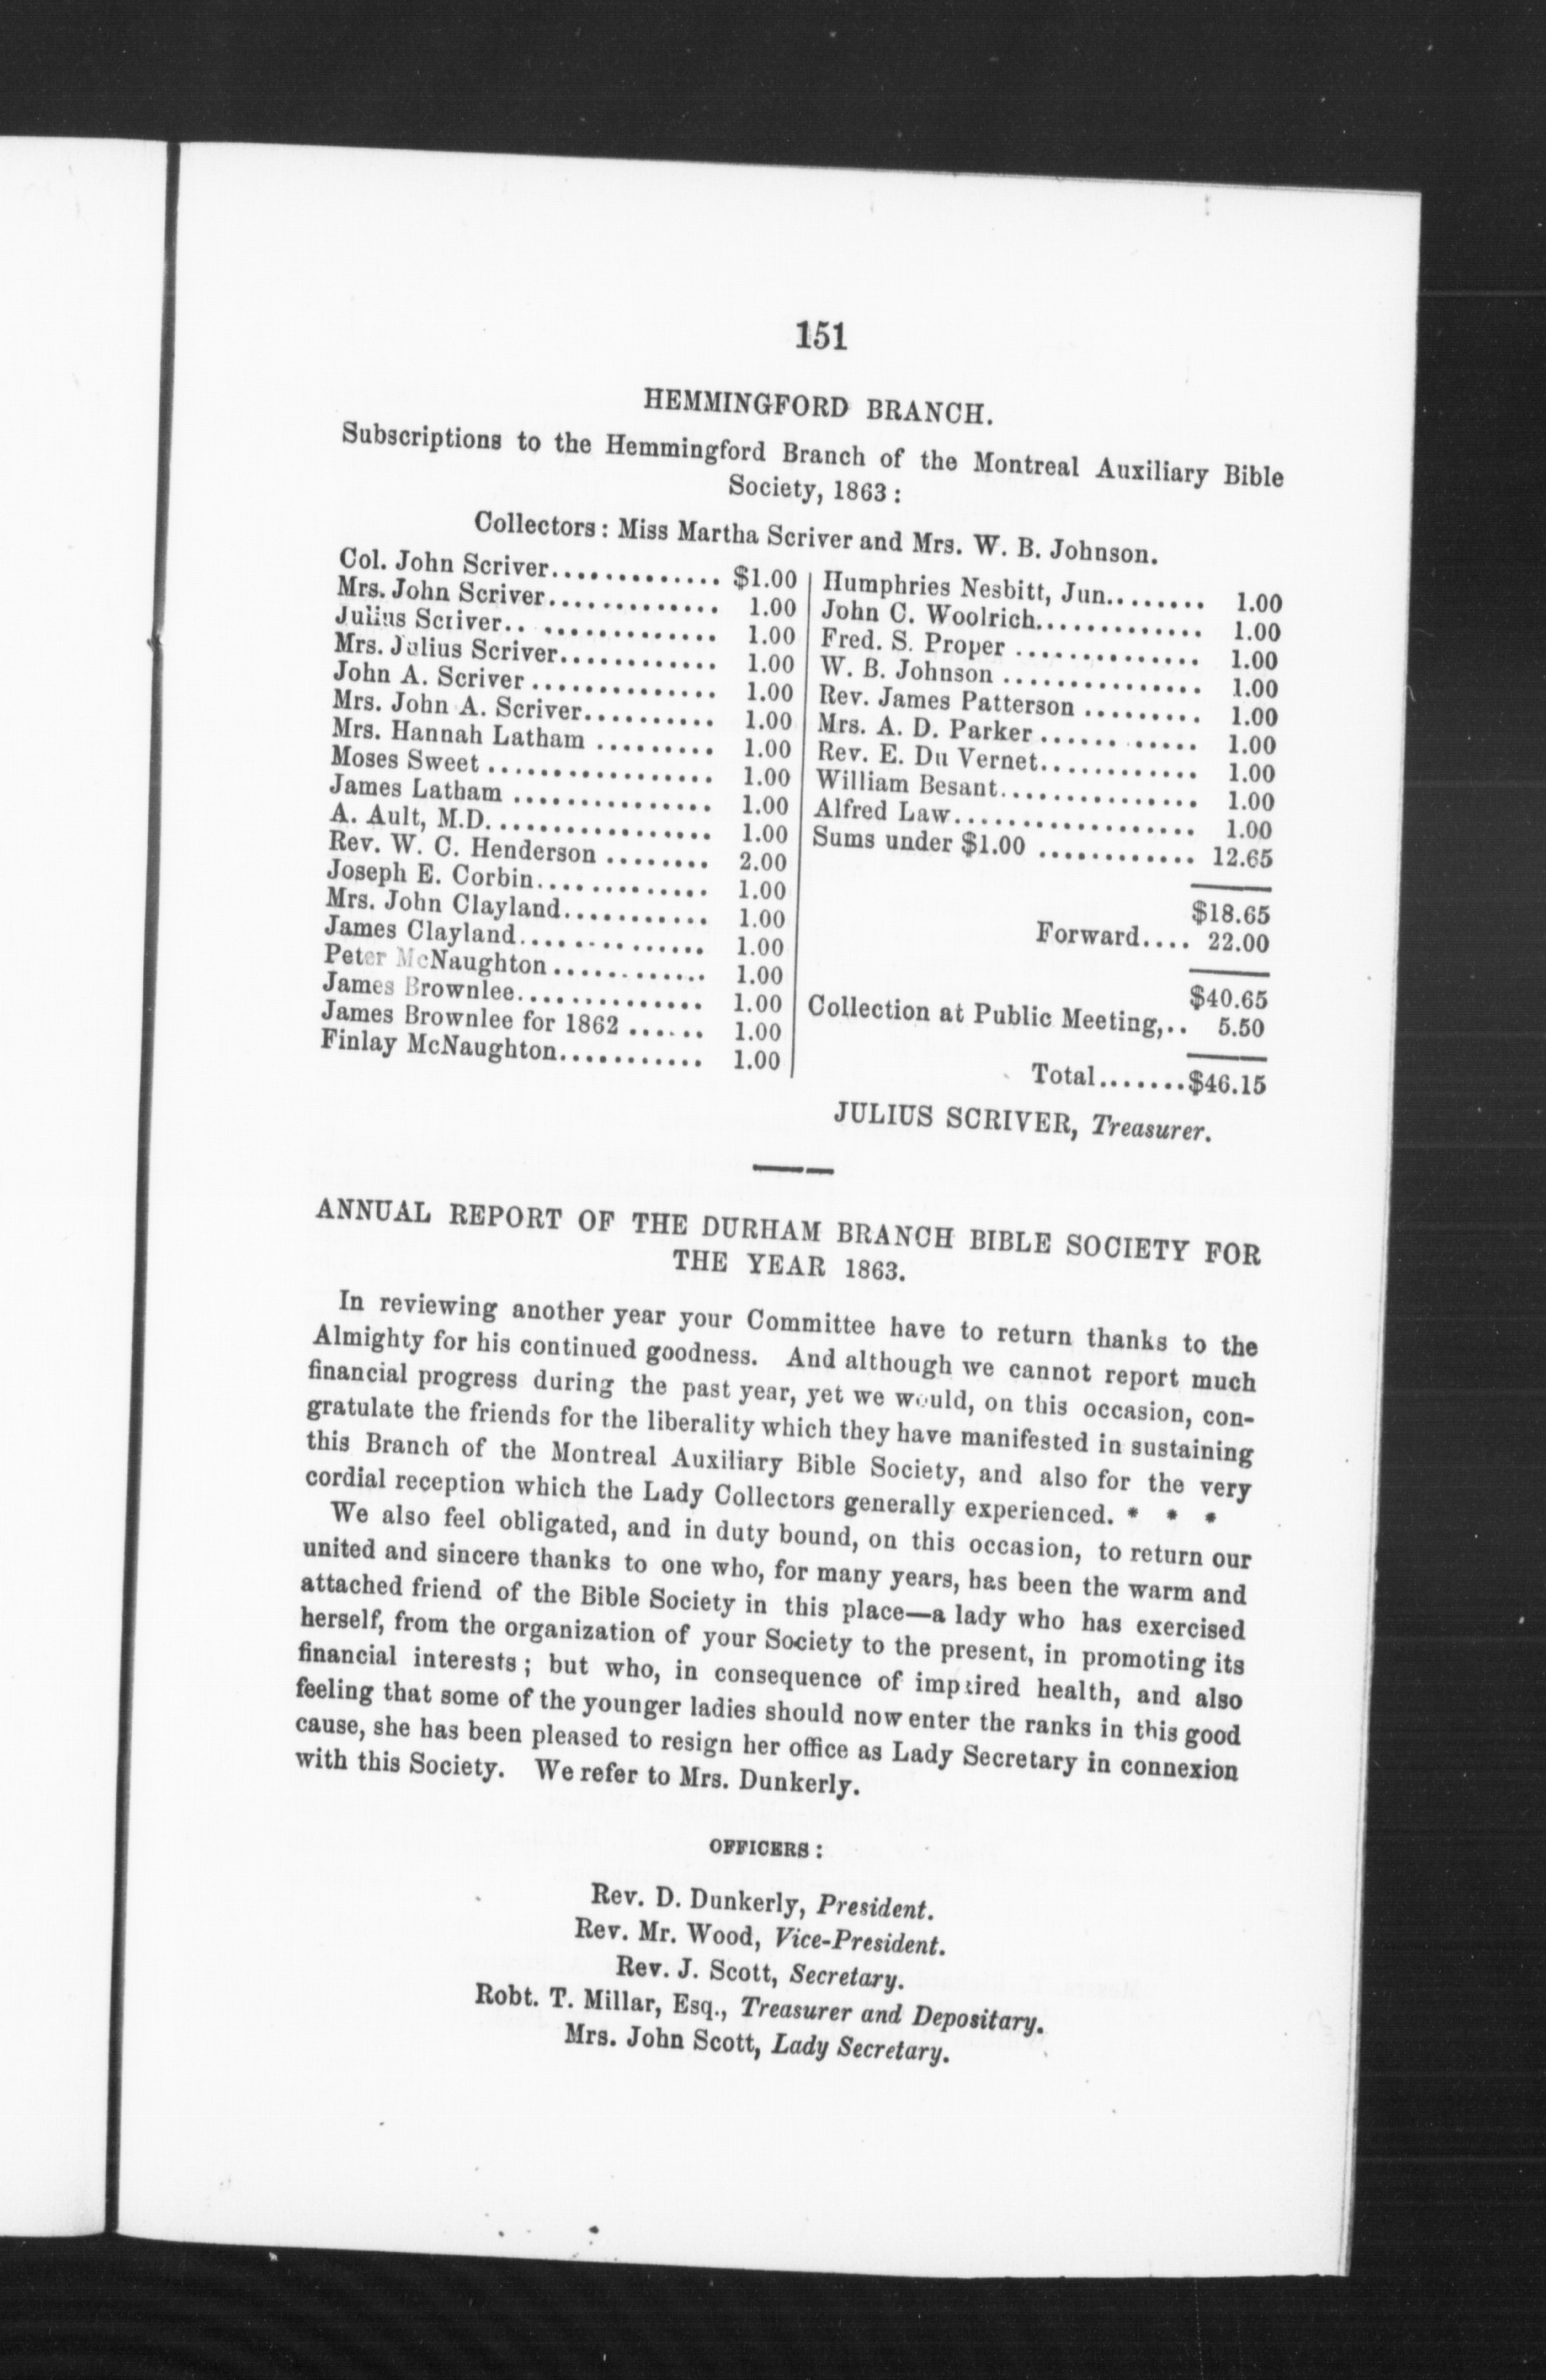 151
HEMMINGFORD BRANCH.
Subscriptions to the Hemmingford Branch of the Montreal Auxiliary Bible
Society, 1863 :
Collectors : Miss Martha Scriver and Mrs. W. B. Johnson.
Col. John Scriver............. $1.00
Mrs. John Scriver............. 1.00
Julius Scriver.. ............. 1.00
Mrs. Julius Scriver............ 1.00
John A. Scriver .............. 1.00
Mrs. John A. Scriver.......... 1.00
Mrs. Hannah Latham ......... 1.00
Moses Sweet ................. 1.00
James Latham ............... 1.00
A. Ault, M.D. ................. 1.00
Rev. W. C. Henderson ........ 2.00
Joseph E. Corbin............. 1.00
Mrs. John Clayland........... 1.00
James Clayland.............. 1.00
Peter McNaughton ............ 1.00
James Brownlee.............. 1.00
James Brownlee for 1862 ...... 1.00
Finlay McNaughton........... 1.00
Humphries Nesbitt, Jun........ 1.00
John C. Woolrich............. 1.00
Fred. S. Proper .............. 1.00
W. B. Johnson ............... 1.00
Rev. James Patterson ......... 1.00
Mrs. A. D. Parker ...... ..... 1.00
Rev. E. Du Vernet............ 1.00
William Besant............... 1.00
Alfred Law................... 1.00
Sums under $1.00 ............ 12.65
$18.65
Forward.... 22.00
$40.65
Collection at Public Meeting,.. 5.50
Total.......$46.15
JULIUS SCRIVER, Treasurer.
ANNUAL REPORT OF THE DURHAM BRANCH BIBLE SOCIETY FOR
THE YEAR 1863.
In reviewing another year your Committee have to return thanks to the
Almighty for his continued goodness. And although we cannot report much
financial progress during the past year, yet we would, on this occasion, con-
gratulate the friends for the liberality which they have manifested in sustaining
this Branch of the Montreal Auxiliary Bible Society, and also for the very
cordial reception which the Lady Collectors generally experienced. * * *
We also feel obligated, and in duty bound, on this occasion, to return our
united and sincere thanks to one who, for many years, has been the warm and
attached friend of the Bible Society in this place—a lady who has exercised
herself, from the organization of your Society to the present, in promoting its
financial interests ; but who, in consequence of impaired health, and also
feeling that some of the younger ladies should now enter the ranks in this good
cause, she has been pleased to resign her office as Lady Secretary in connexion
with this Society. We refer to Mrs. Dunkerly.
OFFICERS :
Rev. D. Dunkerly, President.
Rev. Mr. Wood, Vice-President.
Rev. J. Scott, Secretary.
Robt. T. Millar, Esq., Treasurer and Depositary.
Mrs. John Scott, Lady Secretary.